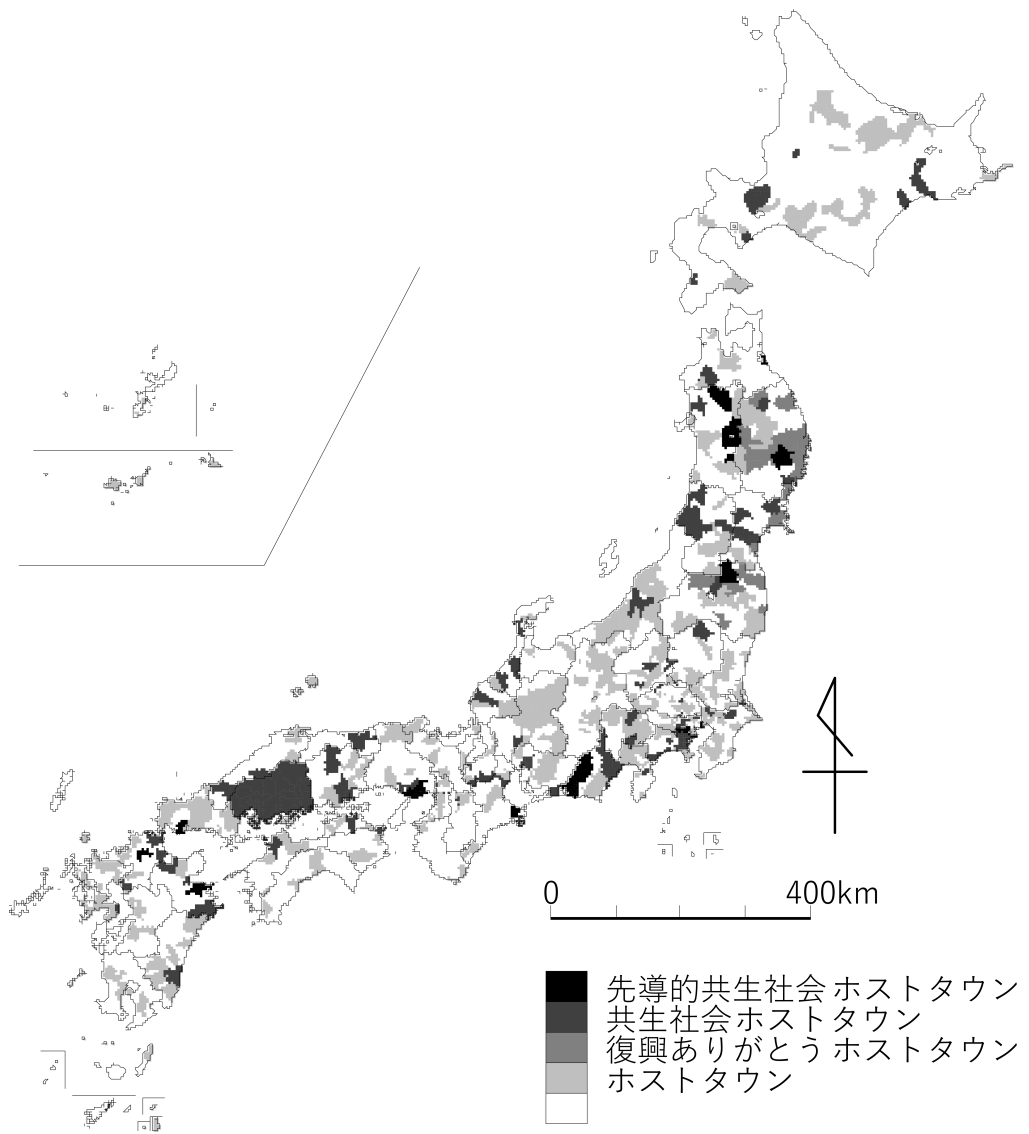 0 400km
先導的共生社会ホストタウン
共生社会ホストタウン
復興ありがとうホストタウン
ホストタウン